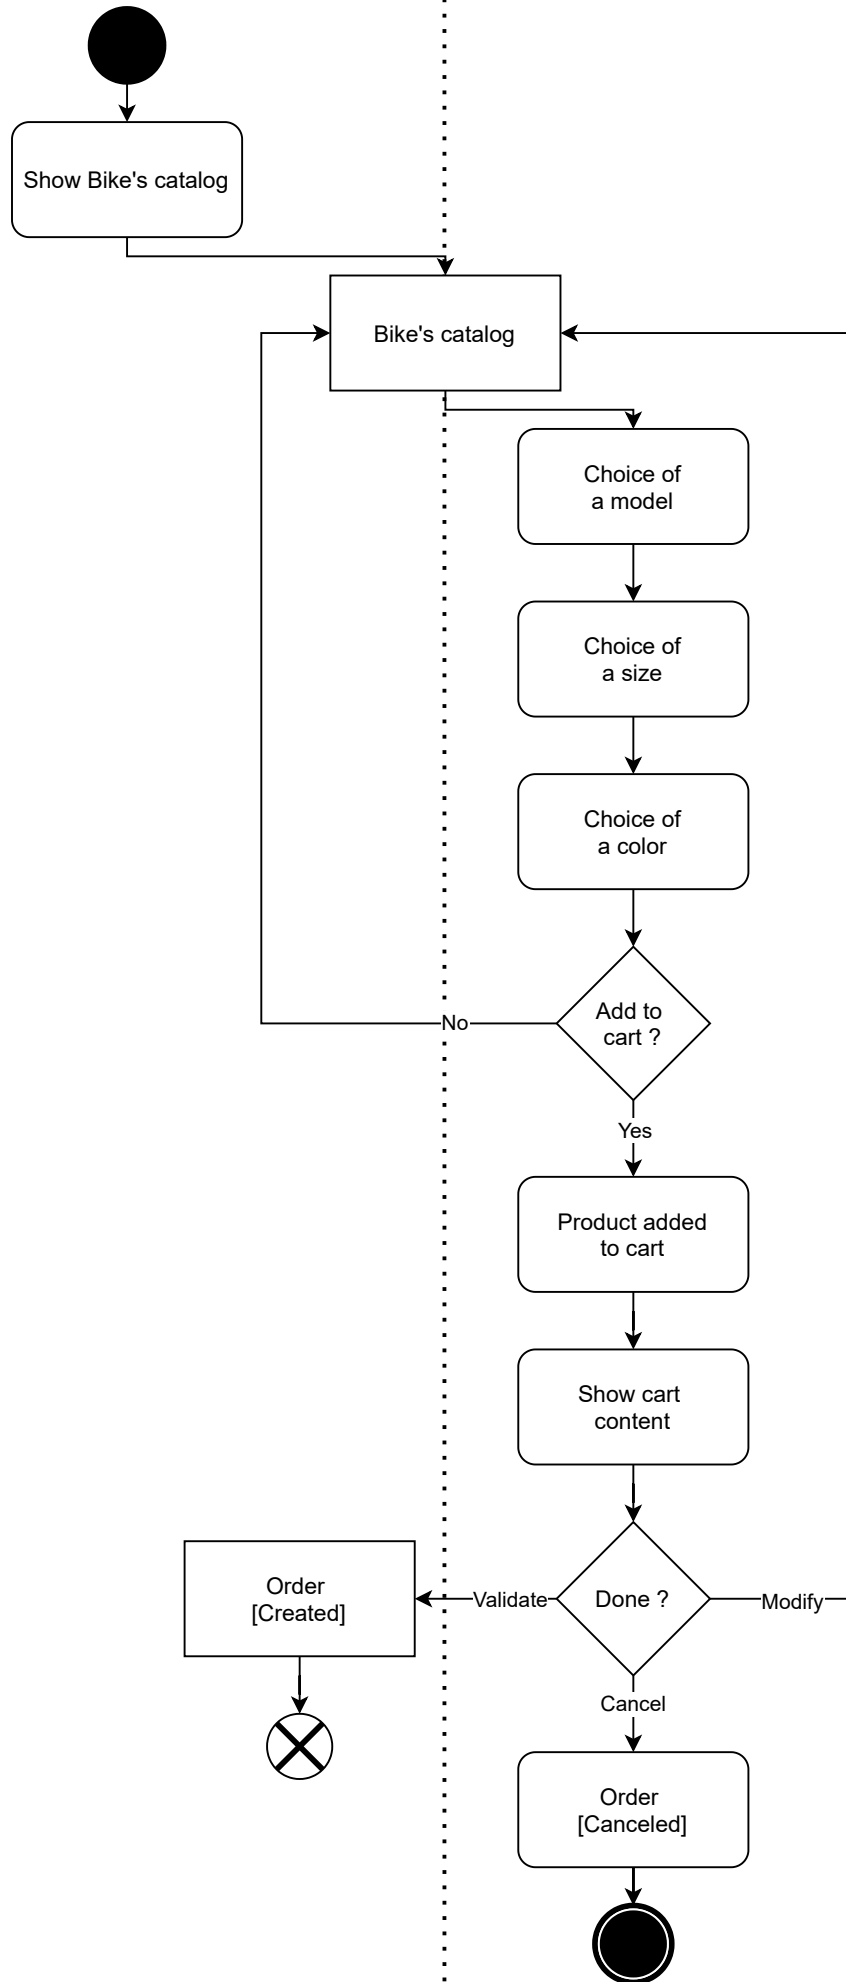 Show Bike's catalog
Bike's catalog
Choice of
a model
Choice of
a size
Choice of
a color
Add to
cart ?
No
Yes
Product added
to cart
Show cart
content
Done ?
Validate
Modify
Order
[Created]
Cancel
Order
[Canceled]